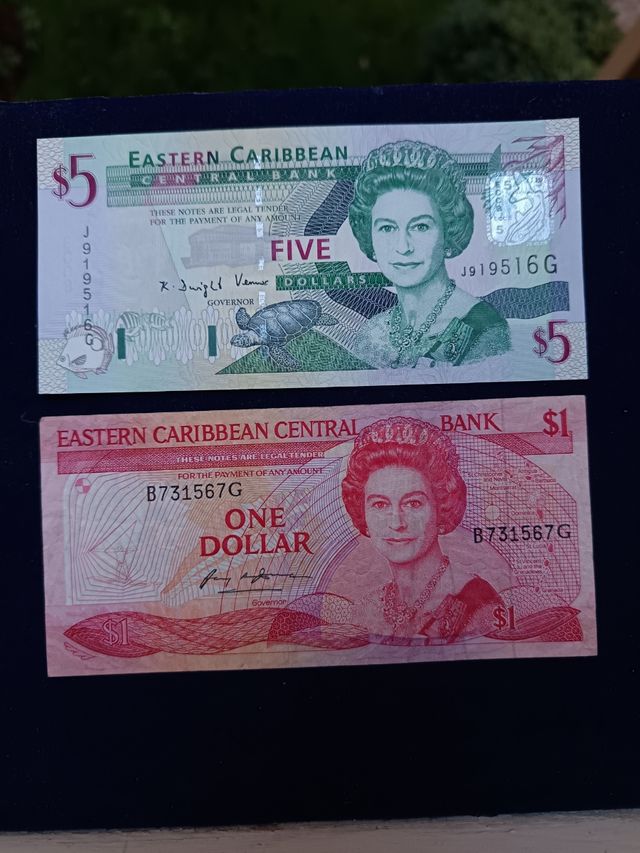 $5
EASTERN CARIBBEAN
CENTRAL BANK
THESE NOTES ARE LEGAL TENDER
FOR THE PAYMENT OF ANY AMOUNT
FIVE
DOLLARS
K. Dwight Venner
GOVERNOR
J919516G
J919516G
$5
EASTERN CARIBBEAN CENTRAL BANK $1
THESE NOTES ARE LEGAL TENDER
FOR THE PAYMENT OF ANY AMOUNT
B731567G
ONE
DOLLAR
B731567G
Governor
$1
$1